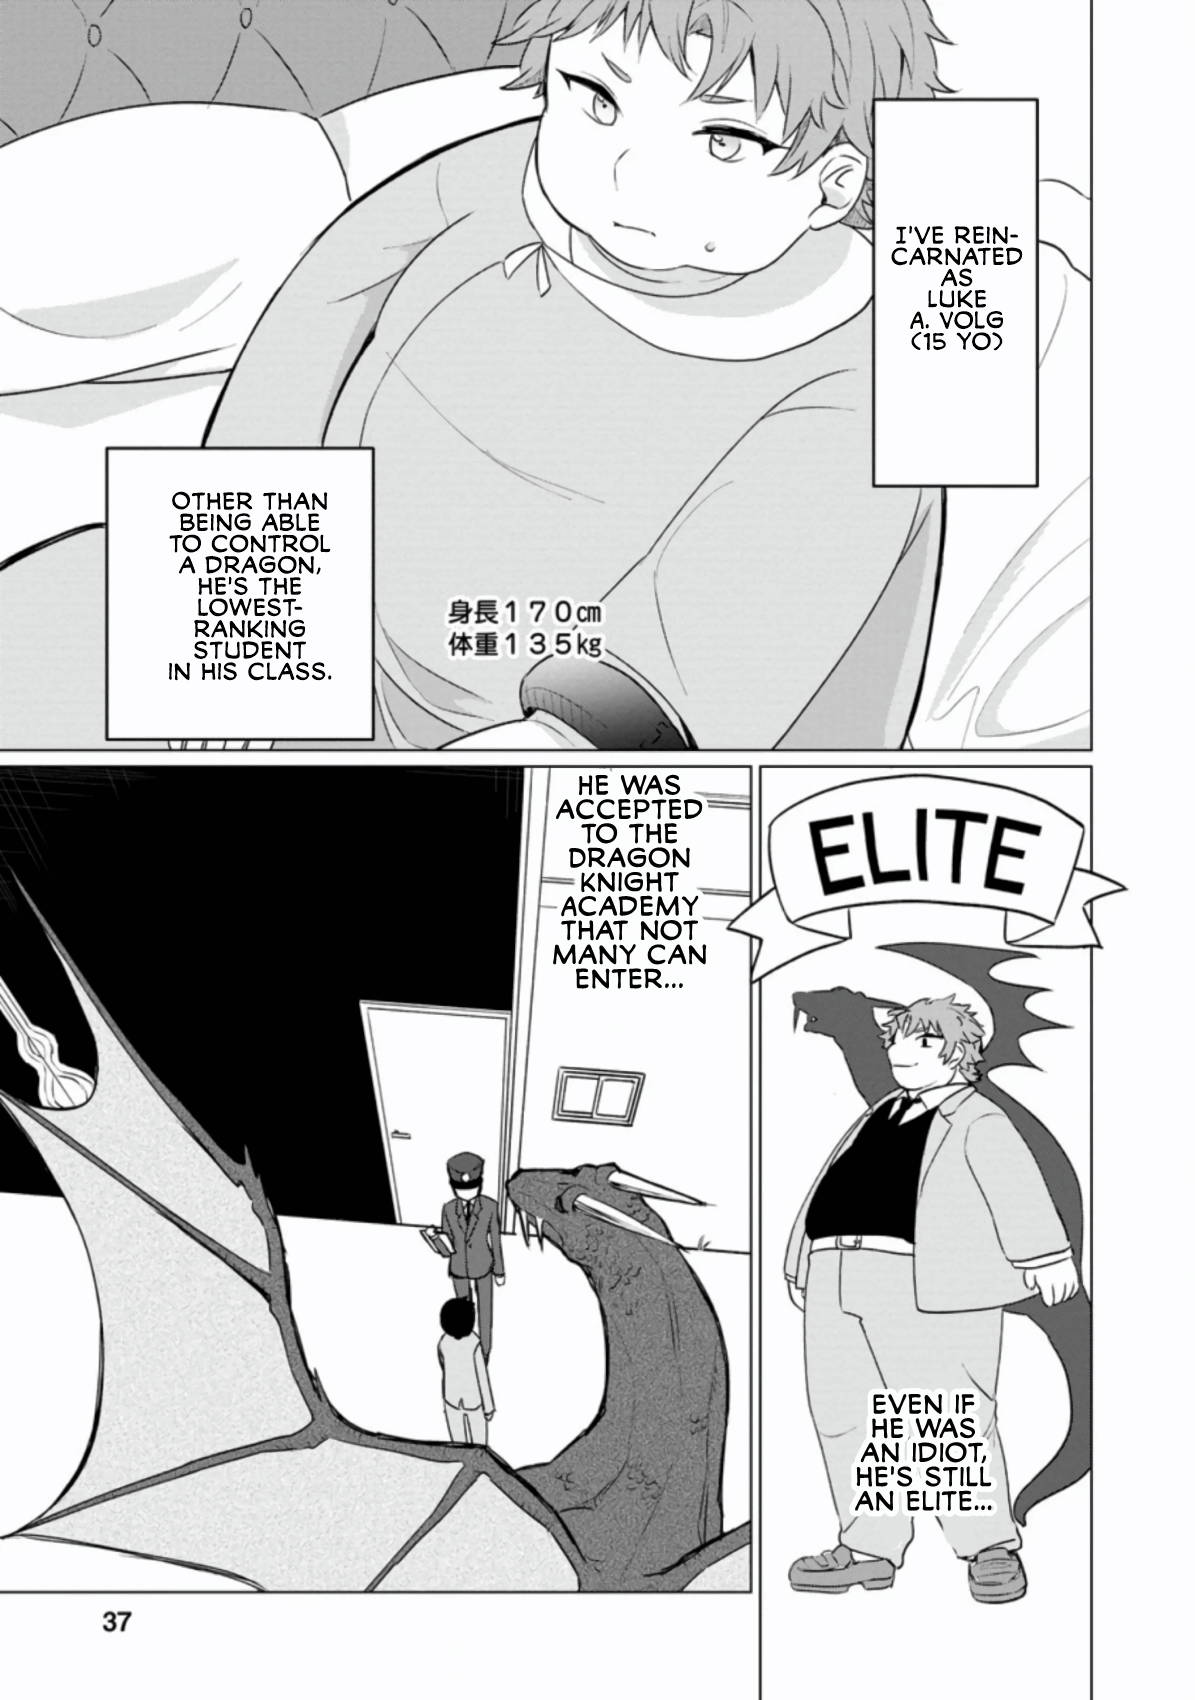 I'VE REIN-
CARNATED
AS
LUKE
A. VOLG
(15 YO)
OTHER THAN
BEING ABLE
TO CONTROL
A DRAGON,
HE'S THE
LOWEST-
RANKING
STUDENT
IN HIS CLASS.
身長170㎝
体重135㎏
ELITE
EVEN IF
HE WAS
AN IDIOT,
HE'S STILL
AN ELITE...
HE WAS
ACCEPTED
TO THE
DRAGON
KNIGHT
ACADEMY
THAT NOT
MANY CAN
ENTER...
37